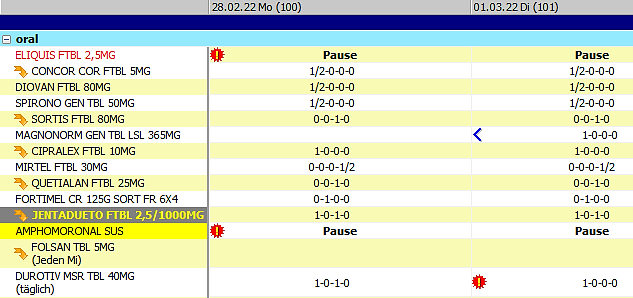 28.02.22 Mo (100) 01.03.22 Di (101)
oral
ELIQUIS FTBL 2,5MG Pause Pause
CONCOR COR FTBL 5MG 1/2-0-0-0 1/2-0-0-0
DIOVAN FTBL 80MG 1/2-0-0-0 1/2-0-0-0
SPIRONO GEN TBL 50MG 1/2-0-0-0 1/2-0-0-0
SORTIS FTBL 80MG 0-0-1-0 0-0-1-0
MAGNONORM GEN TBL LSL 365MG 1-0-0-0
CIPRALEX FTBL 10MG 1-0-0-0 1-0-0-0
MIRTEL FTBL 30MG 0-0-0-1/2 0-0-0-1/2
QUETIALAN FTBL 25MG 0-0-1-0 0-0-1-0
FORTIMEL CR 125G SORT FR 6X4 0-1-0-0 0-1-0-0
JENTADUETO FTBL 2,5/1000MG 1-0-1-0 1-0-1-0
AMPHOMORONAL SUS Pause Pause
FOLSAN TBL 5MG
(Jeden Mi)
DUROTIV MSR TBL 40MG 1-0-1-0 1-0-0-0
(täglich)